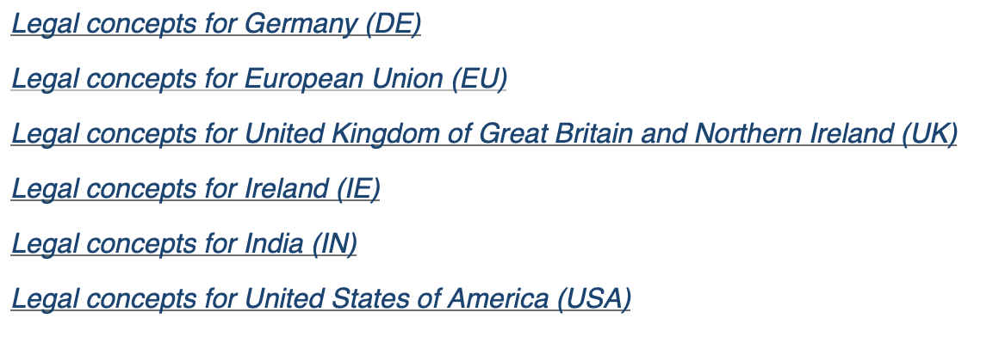 Legal concepts for Germany (DE)
Legal concepts for European Union (EU)
Legal concepts for United Kingdom of Great Britain and Northern Ireland (UK)
Legal concepts for Ireland (IE)
Legal concepts for India (IN)
Legal concepts for United States of America (USA)